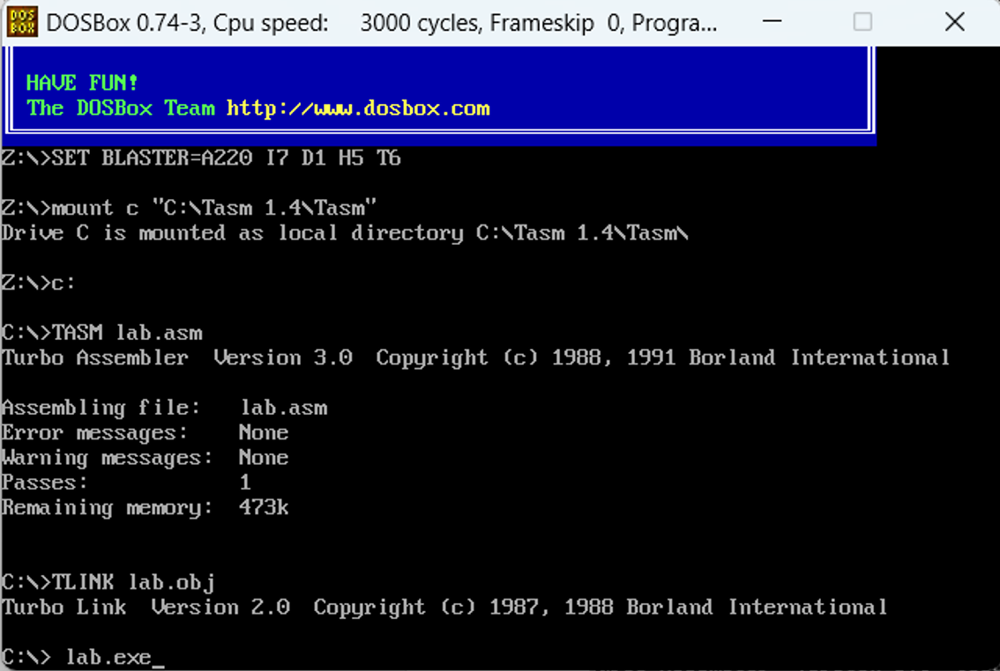 DOSBox 0.74-3, Cpu speed:    3000 cycles, Frameskip  0, Progra...
HAVE FUN!
The DOSBox Team http://www.dosbox.com
Z:\>SET BLASTER=A220 I7 D1 H5 T6
Z:\>mount c "C:\Tasm 1.4\Tasm"
Drive C is mounted as local directory C:\Tasm 1.4\Tasm\
Z:\>c:
C:\>TASM lab.asm
Turbo Assembler  Version 3.0  Copyright (c) 1988, 1991 Borland International
Assembling file:   lab.asm
Error messages:    None
Warning messages:  None
Passes:            1
Remaining memory:  473k
C:\>TLINK lab.obj
Turbo Link  Version 2.0  Copyright (c) 1987, 1988 Borland International
C:\> lab.exe_